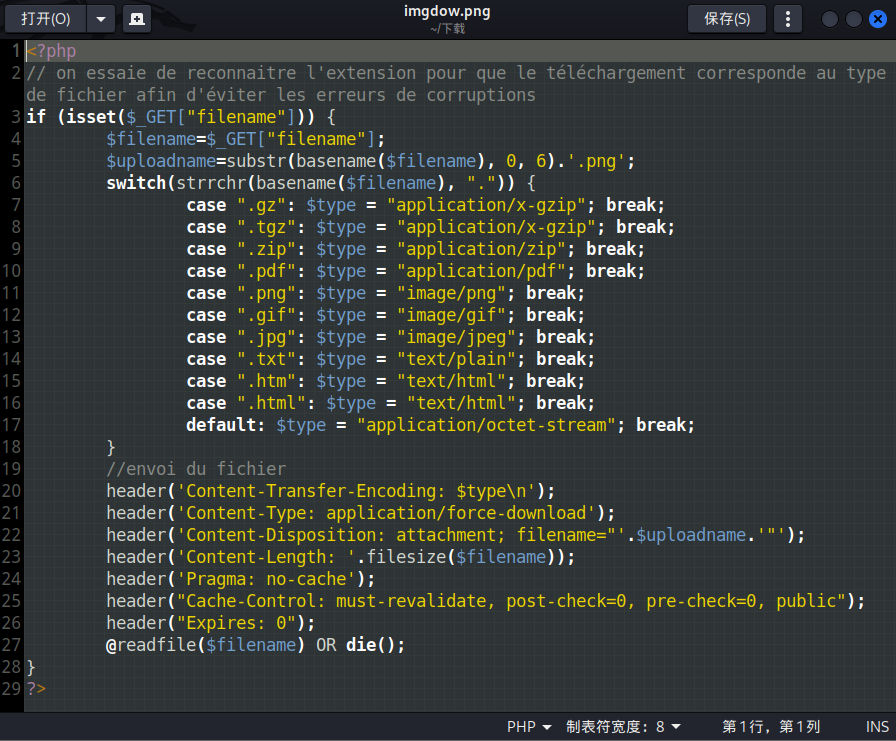 打开(O)
imgdow.png
~/下载
保存(S)
1 <?php
2 // on essaie de reconnaitre l'extension pour que le téléchargement corresponde au type
de fichier afin d'éviter les erreurs de corruptions
3 if (isset($_GET["filename"])) {
4 $filename=$_GET["filename"];
5 $uploadname=substr(basename($filename), 0, 6).'.png';
6 switch(strrchr(basename($filename), ".")) {
7 case ".gz": $type = "application/x-gzip"; break;
8 case ".tgz": $type = "application/x-gzip"; break;
9 case ".zip": $type = "application/zip"; break;
10 case ".pdf": $type = "application/pdf"; break;
11 case ".png": $type = "image/png"; break;
12 case ".gif": $type = "image/gif"; break;
13 case ".jpg": $type = "image/jpeg"; break;
14 case ".txt": $type = "text/plain"; break;
15 case ".htm": $type = "text/html"; break;
16 case ".html": $type = "text/html"; break;
17 default: $type = "application/octet-stream"; break;
18 }
19 //envoi du fichier
20 header('Content-Transfer-Encoding: $type\n');
21 header('Content-Type: application/force-download');
22 header('Content-Disposition: attachment; filename="'.$uploadname.'"');
23 header('Content-Length: '.filesize($filename));
24 header('Pragma: no-cache');
25 header("Cache-Control: must-revalidate, post-check=0, pre-check=0, public");
26 header("Expires: 0");
27 @readfile($filename) OR die();
28 }
29 ?>
PHP 制表符宽度：8 第 1 行，第 1 列 INS